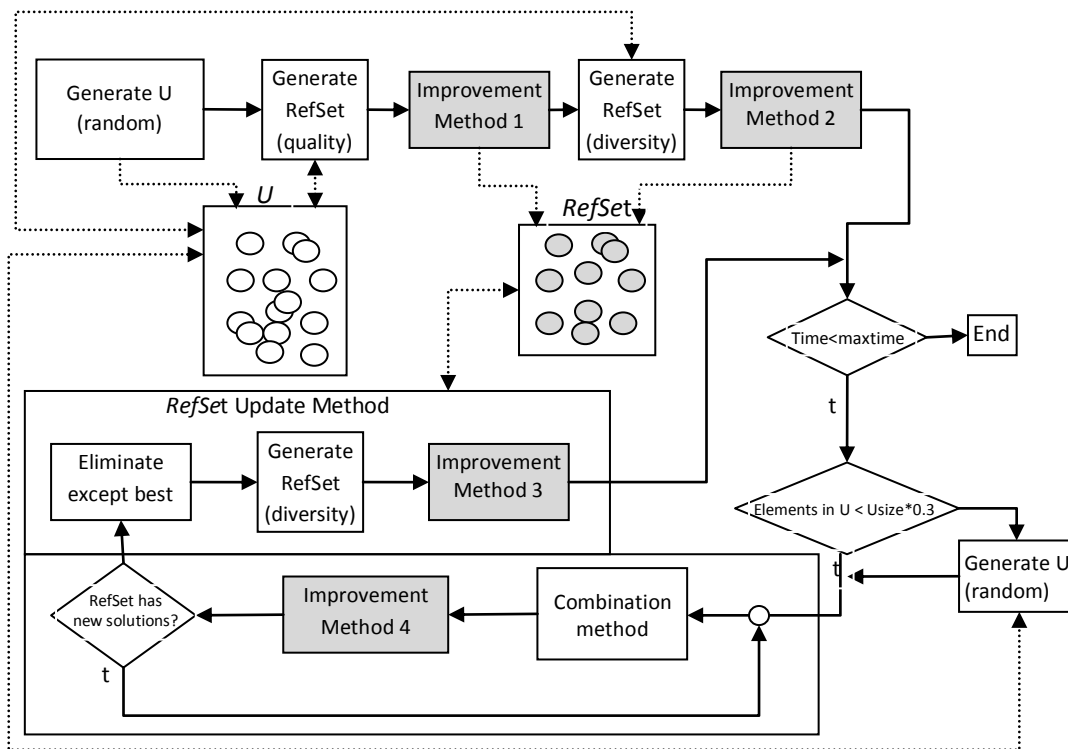 Generate U
(random)
Generate
RefSet
(quality)
Improvement
Method 1
Generate
RefSet
(diversity)
Improvement
Method 2
U
RefSet
Time<maxtime
End
t
RefSet Update Method
Eliminate
except best
Generate
RefSet
(diversity)
Improvement
Method 3
Elements in U < Usize*0.3
t
Generate U
(random)
RefSet has
new solutions?
t
Improvement
Method 4
Combination
method